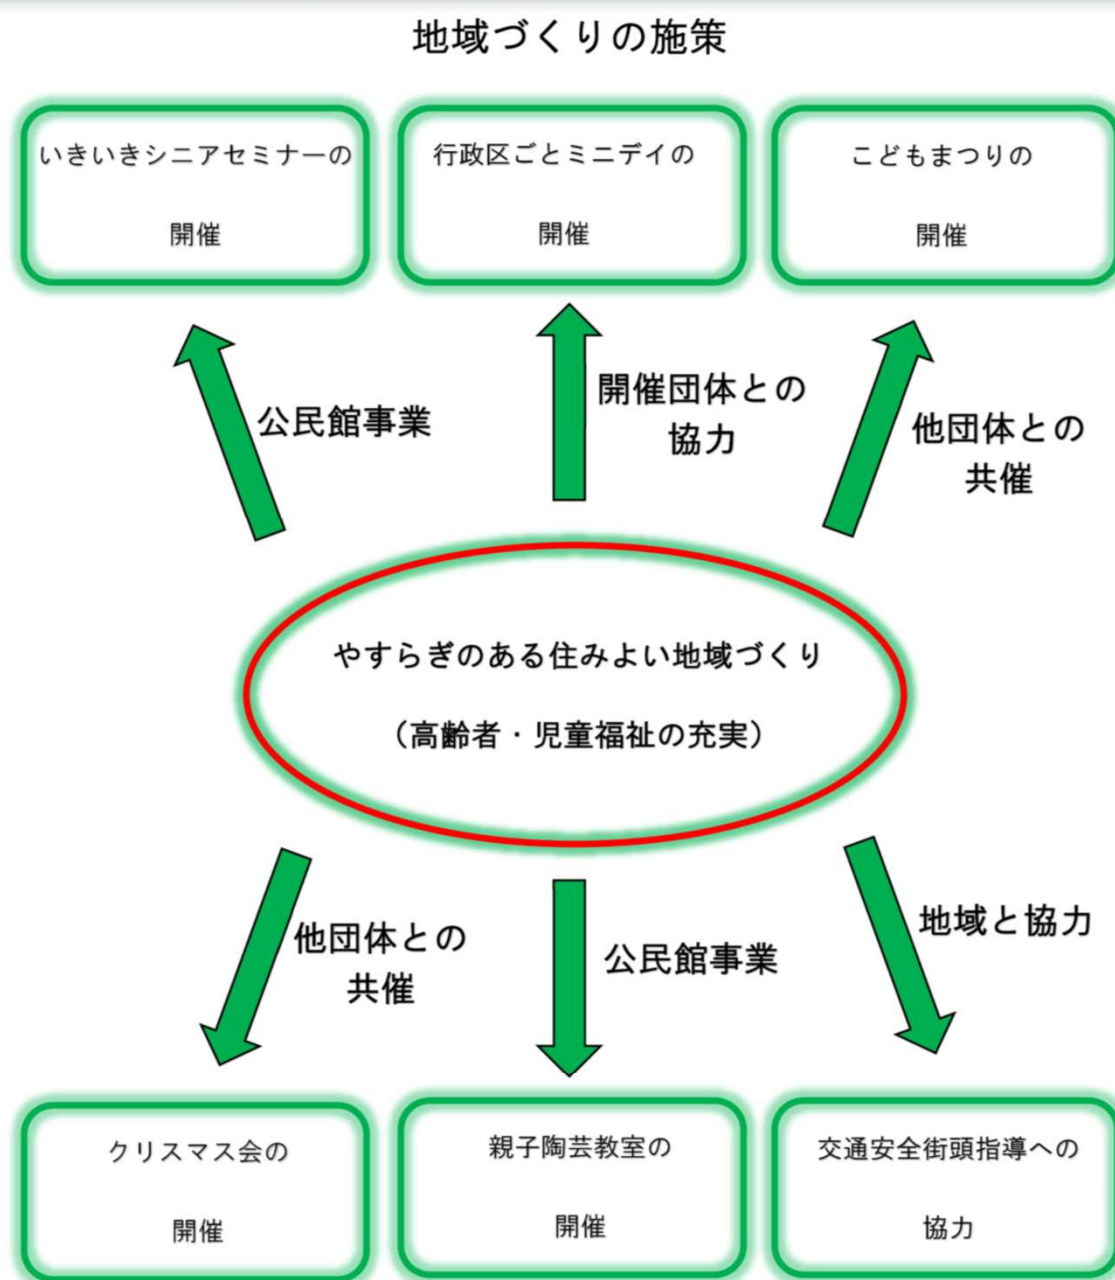 地域づくりの施策
いきいきシニアセミナーの
開催
行政区ごとミニデイの
開催
こどもまつりの
開催
公民館事業
開催団体との
協力
他団体との
共催
やすらぎのある住みよい地域づくり
（高齢者・児童福祉の充実）
他団体との
共催
公民館事業
地域と協力
クリスマス会の
開催
親子陶芸教室の
開催
交通安全街頭指導への
協力